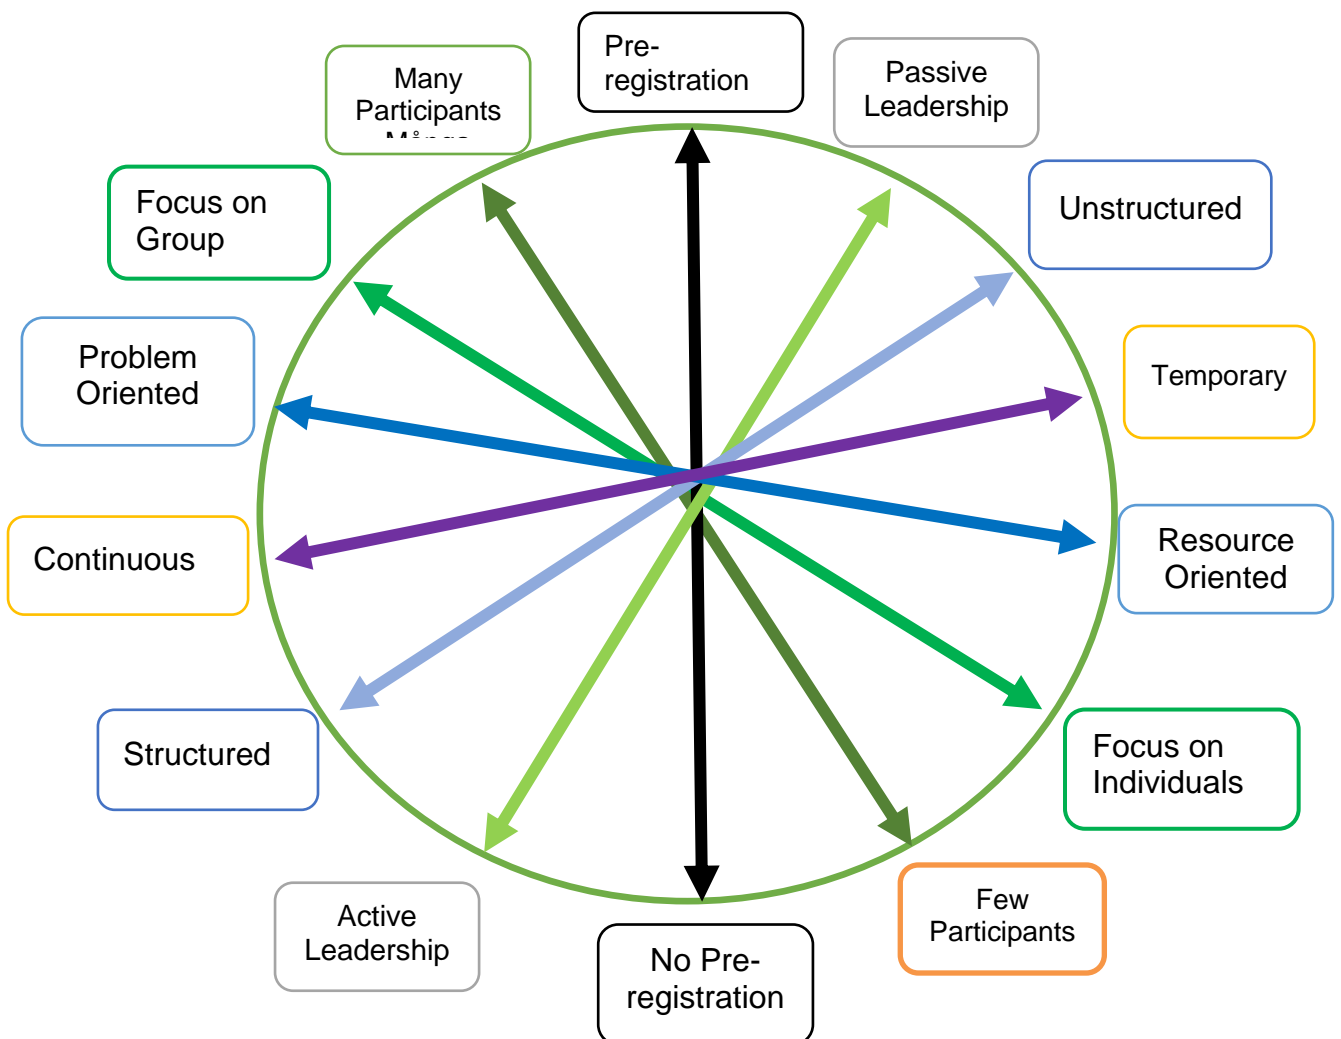 Pre-
registration
Many
Participants
Passive
Leadership
Focus on
Group
Unstructured
Problem
Oriented
Temporary
Continuous
Resource
Oriented
Structured
Focus on
Individuals
Active
Leadership
Few
Participants
No Pre-
registration